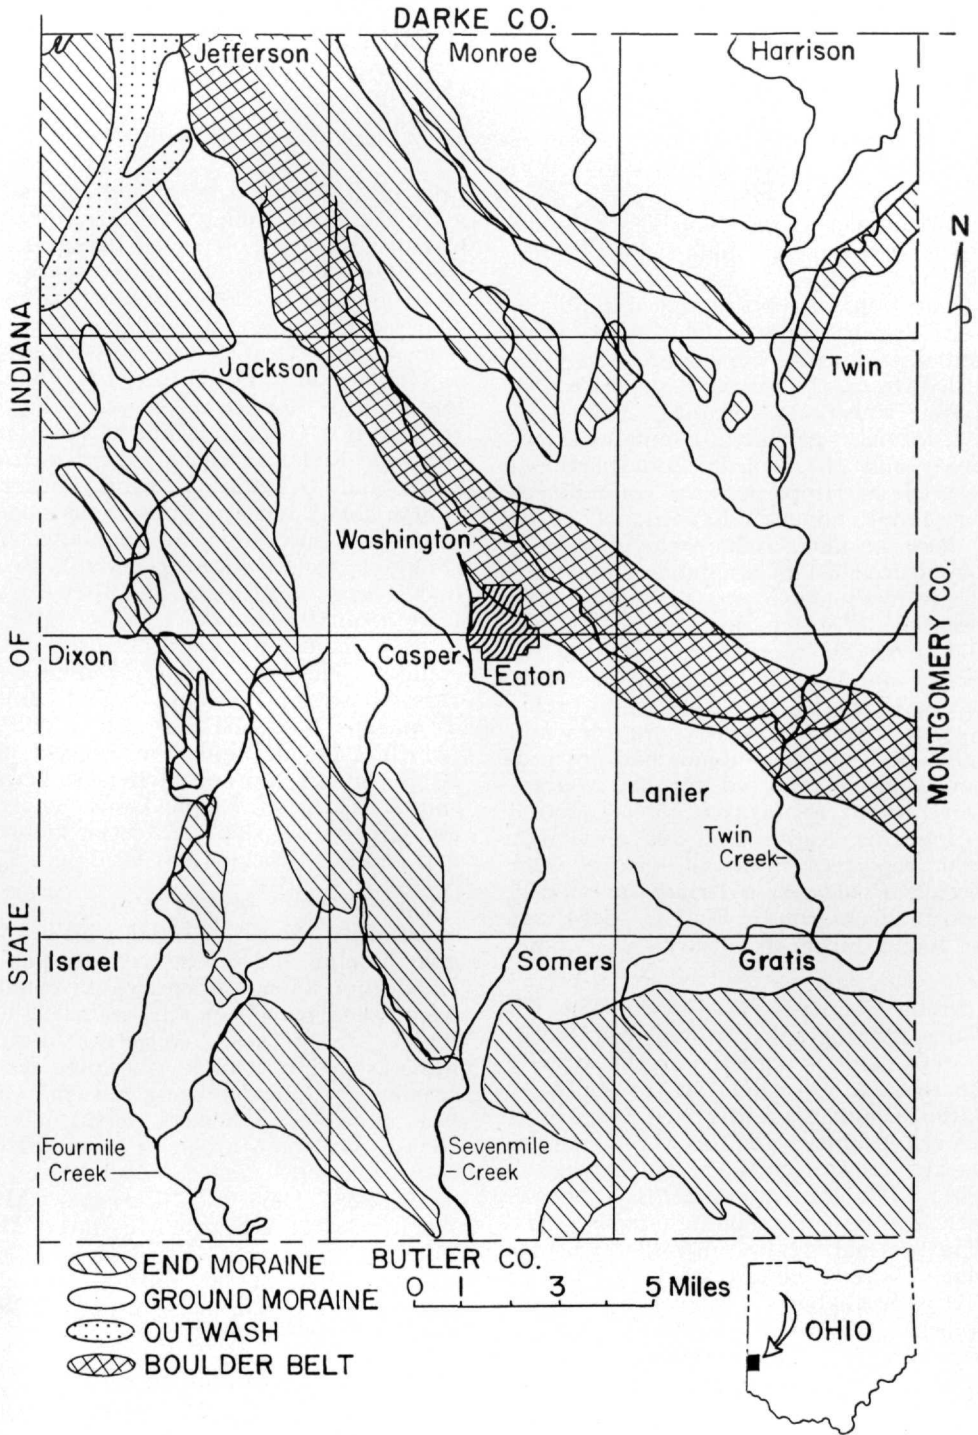 DARKE CO.
Jefferson
Monroe
Harrison
N
INDIANA
Jackson
Twin
Washington
OF
Dixon
Casper
Eaton
MONTGOMERY CO.
Lanier
Twin
Creek
STATE
Israel
Somers
Gratis
Fourmile
Creek
Sevenmile
Creek
BUTLER CO.
END MORAINE
GROUND MORAINE
OUTWASH
BOULDER BELT
0 1 3 5 Miles
OHIO